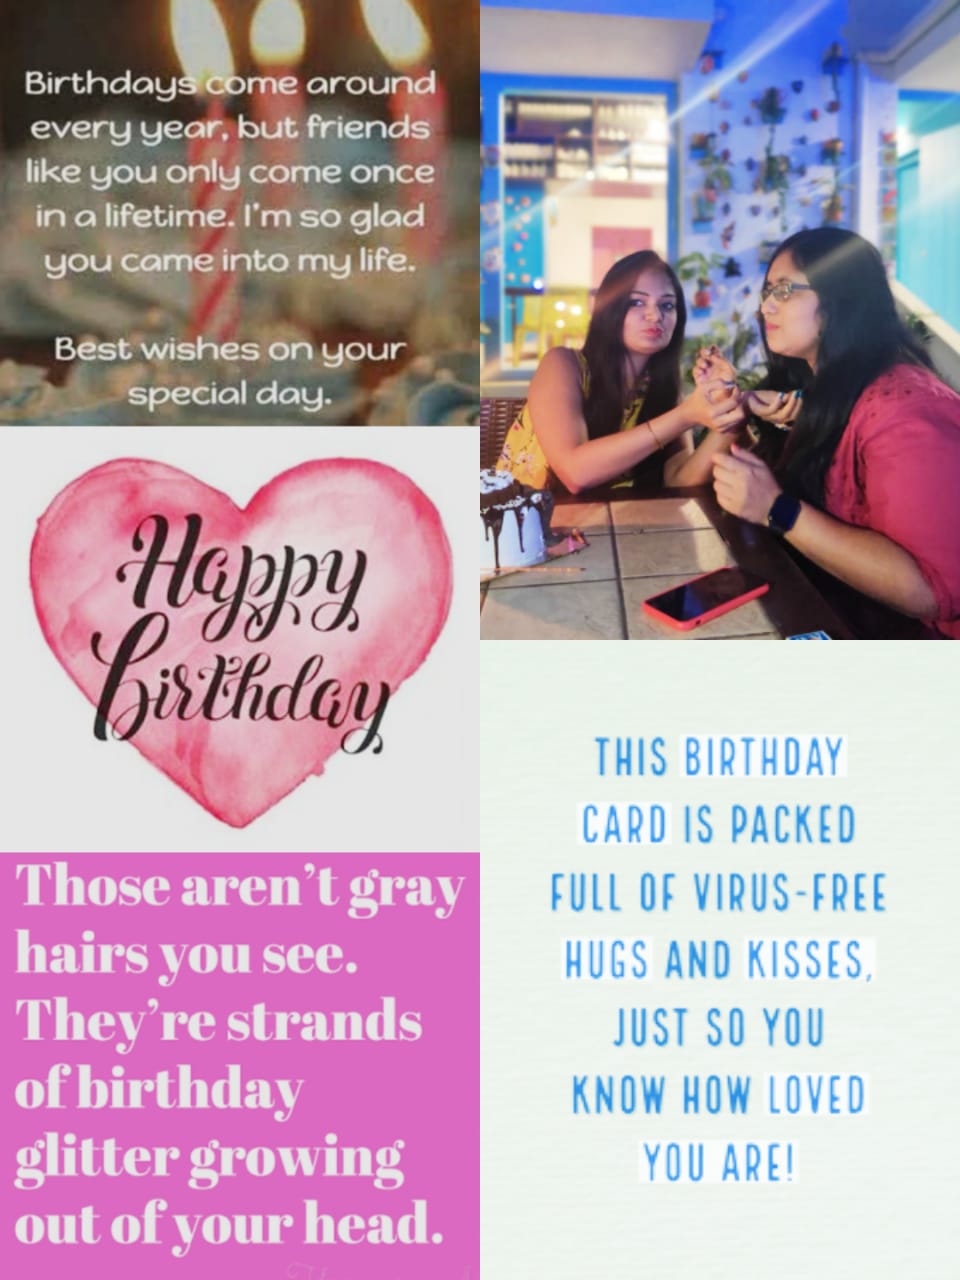 Birthdays come around
every year, but friends
like you only come once
in a lifetime. I'm so glad
you came into my life.
Best wishes on your
special day.
Happy
birthday
Those aren't gray
hairs you see.
They're strands
of birthday
glitter growing
out of your head.
THIS BIRTHDAY
CARD IS PACKED
FULL OF VIRUS-FREE
HUGS AND KISSES,
JUST SO YOU
KNOW HOW LOVED
YOU ARE!